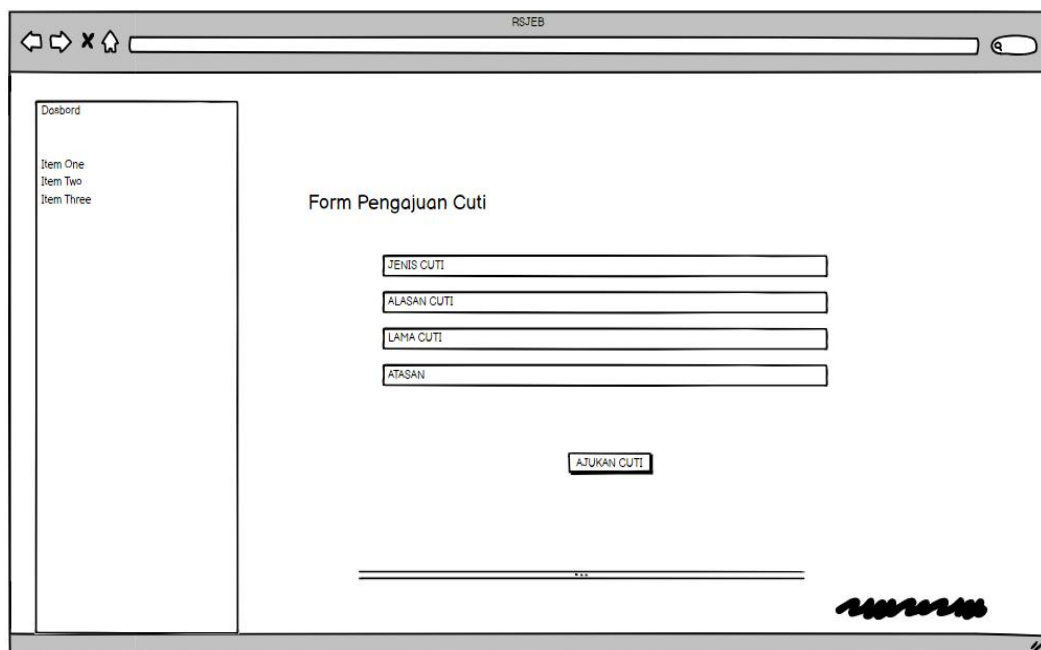 RSJEB
Dasbord
Item One
Item Two
Item Three
Form Pengajuan Cuti
JENIS CUTI
ALASAN CUTI
LAMA CUTI
ATASAN
AJUKAN CUTI